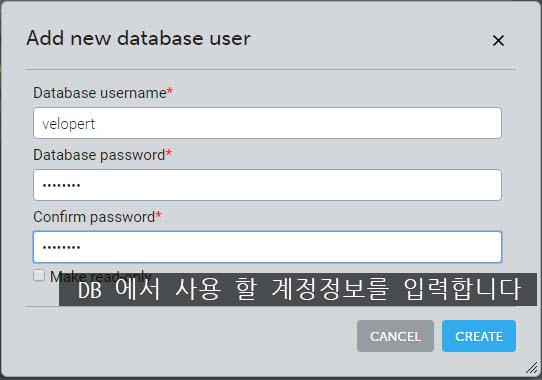 Add new database user
Database username*
velopert
Database password*
••••••••
Confirm password*
••••••••
Make read-only
DB 에서 사용 할 계정정보를 입력합니다
CANCEL
CREATE